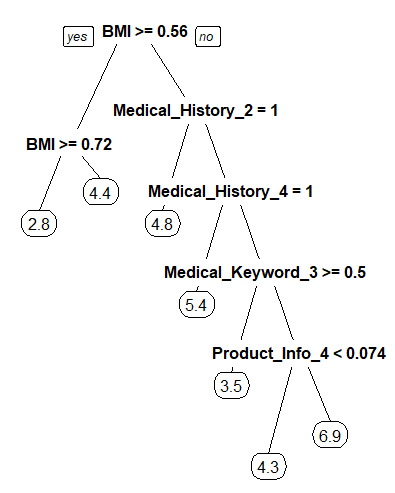 yes BMI >= 0.56 no
Medical_History_2 = 1
BMI >= 0.72
4.4
Medical_History_4 = 1
2.8
4.8
Medical_Keyword_3 >= 0.5
5.4
Product_Info_4 < 0.074
3.5
6.9
4.3